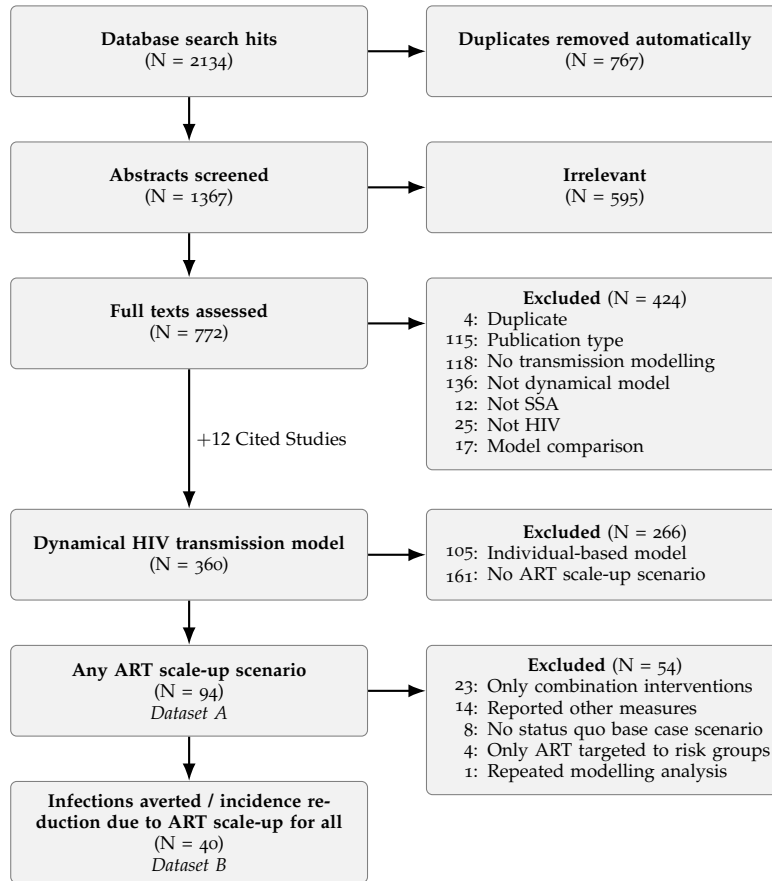 Database search hits
(N = 2134)
Duplicates removed automatically
(N = 767)
Abstracts screened
(N = 1367)
Irrelevant
(N = 595)
Full texts assessed
(N = 772)
Excluded (N = 424)
4: Duplicate
115: Publication type
118: No transmission modelling
136: Not dynamical model
12: Not SSA
25: Not HIV
17: Model comparison
+12 Cited Studies
Dynamical HIV transmission model
(N = 360)
Excluded (N = 266)
105: Individual-based model
161: No ART scale-up scenario
Any ART scale-up scenario
(N = 94)
Dataset A
Excluded (N = 54)
23: Only combination interventions
14: Reported other measures
8: No status quo base case scenario
4: Only ART targeted to risk groups
1: Repeated modelling analysis
Infections averted / incidence re-
duction due to ART scale-up for all
(N = 40)
Dataset B